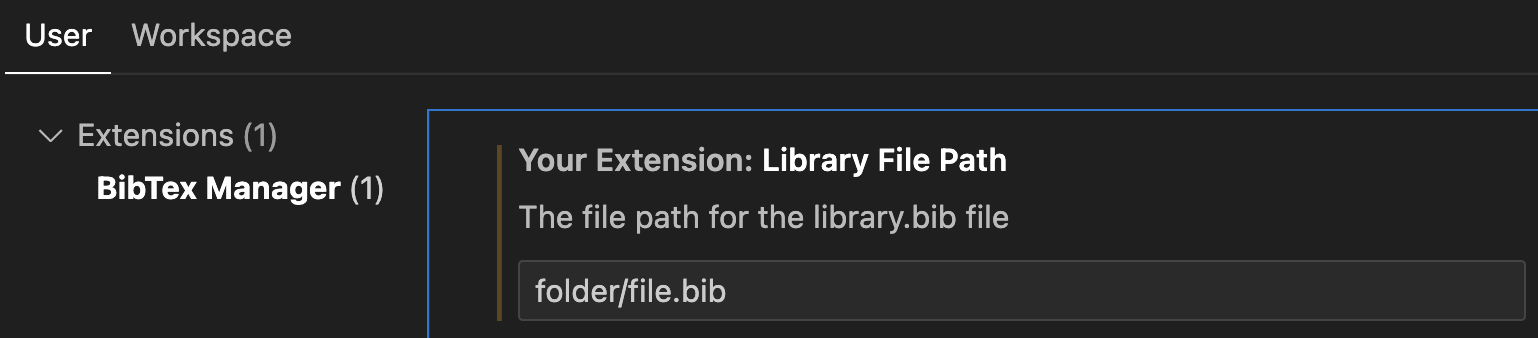 User Workspace
Extensions (1)
BibTex Manager (1)
Your Extension: Library File Path
The file path for the library.bib file
folder/file.bib